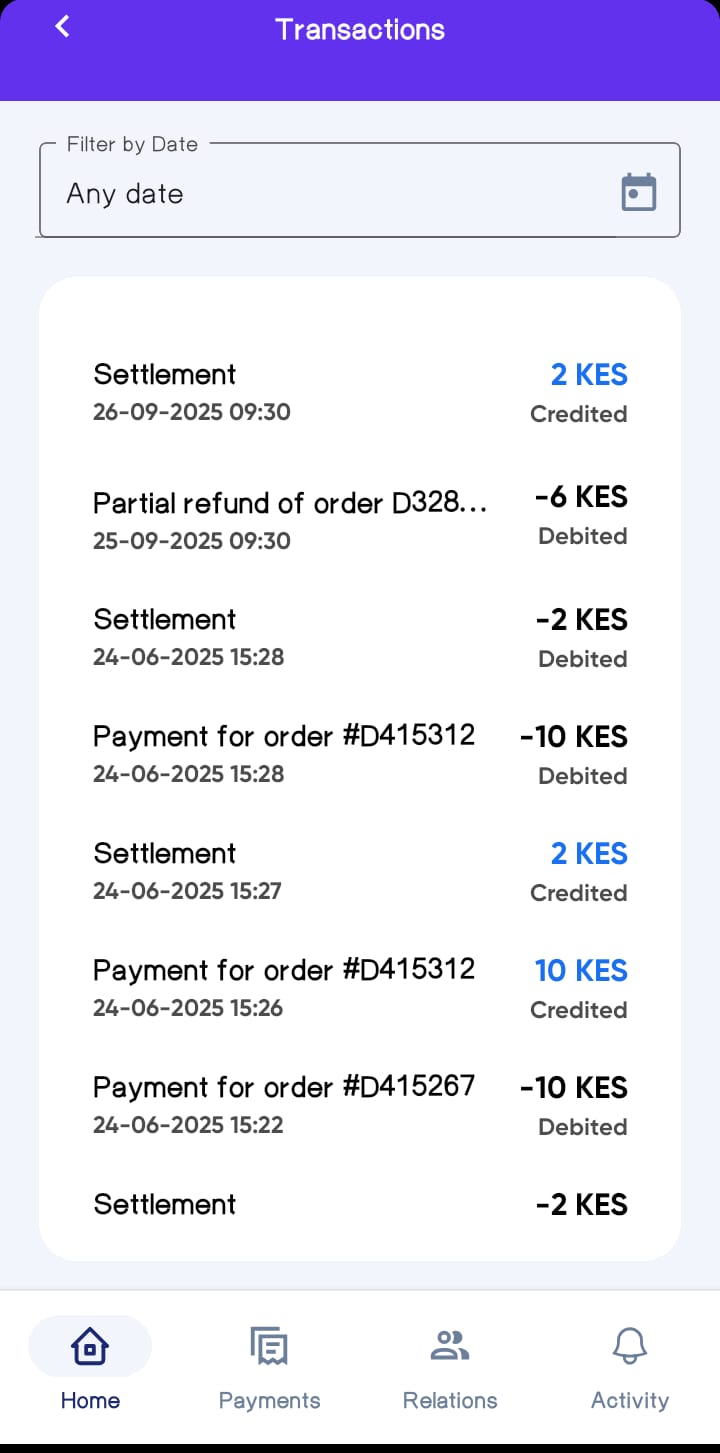 Transactions
Filter by Date
Any date
Settlement 2 KES
26-09-2025 09:30 Credited
Partial refund of order D328... -6 KES
25-09-2025 09:30 Debited
Settlement -2 KES
24-06-2025 15:28 Debited
Payment for order #D415312 -10 KES
24-06-2025 15:28 Debited
Settlement 2 KES
24-06-2025 15:27 Credited
Payment for order #D415312 10 KES
24-06-2025 15:26 Credited
Payment for order #D415267 -10 KES
24-06-2025 15:22 Debited
Settlement -2 KES
Home Payments Relations Activity